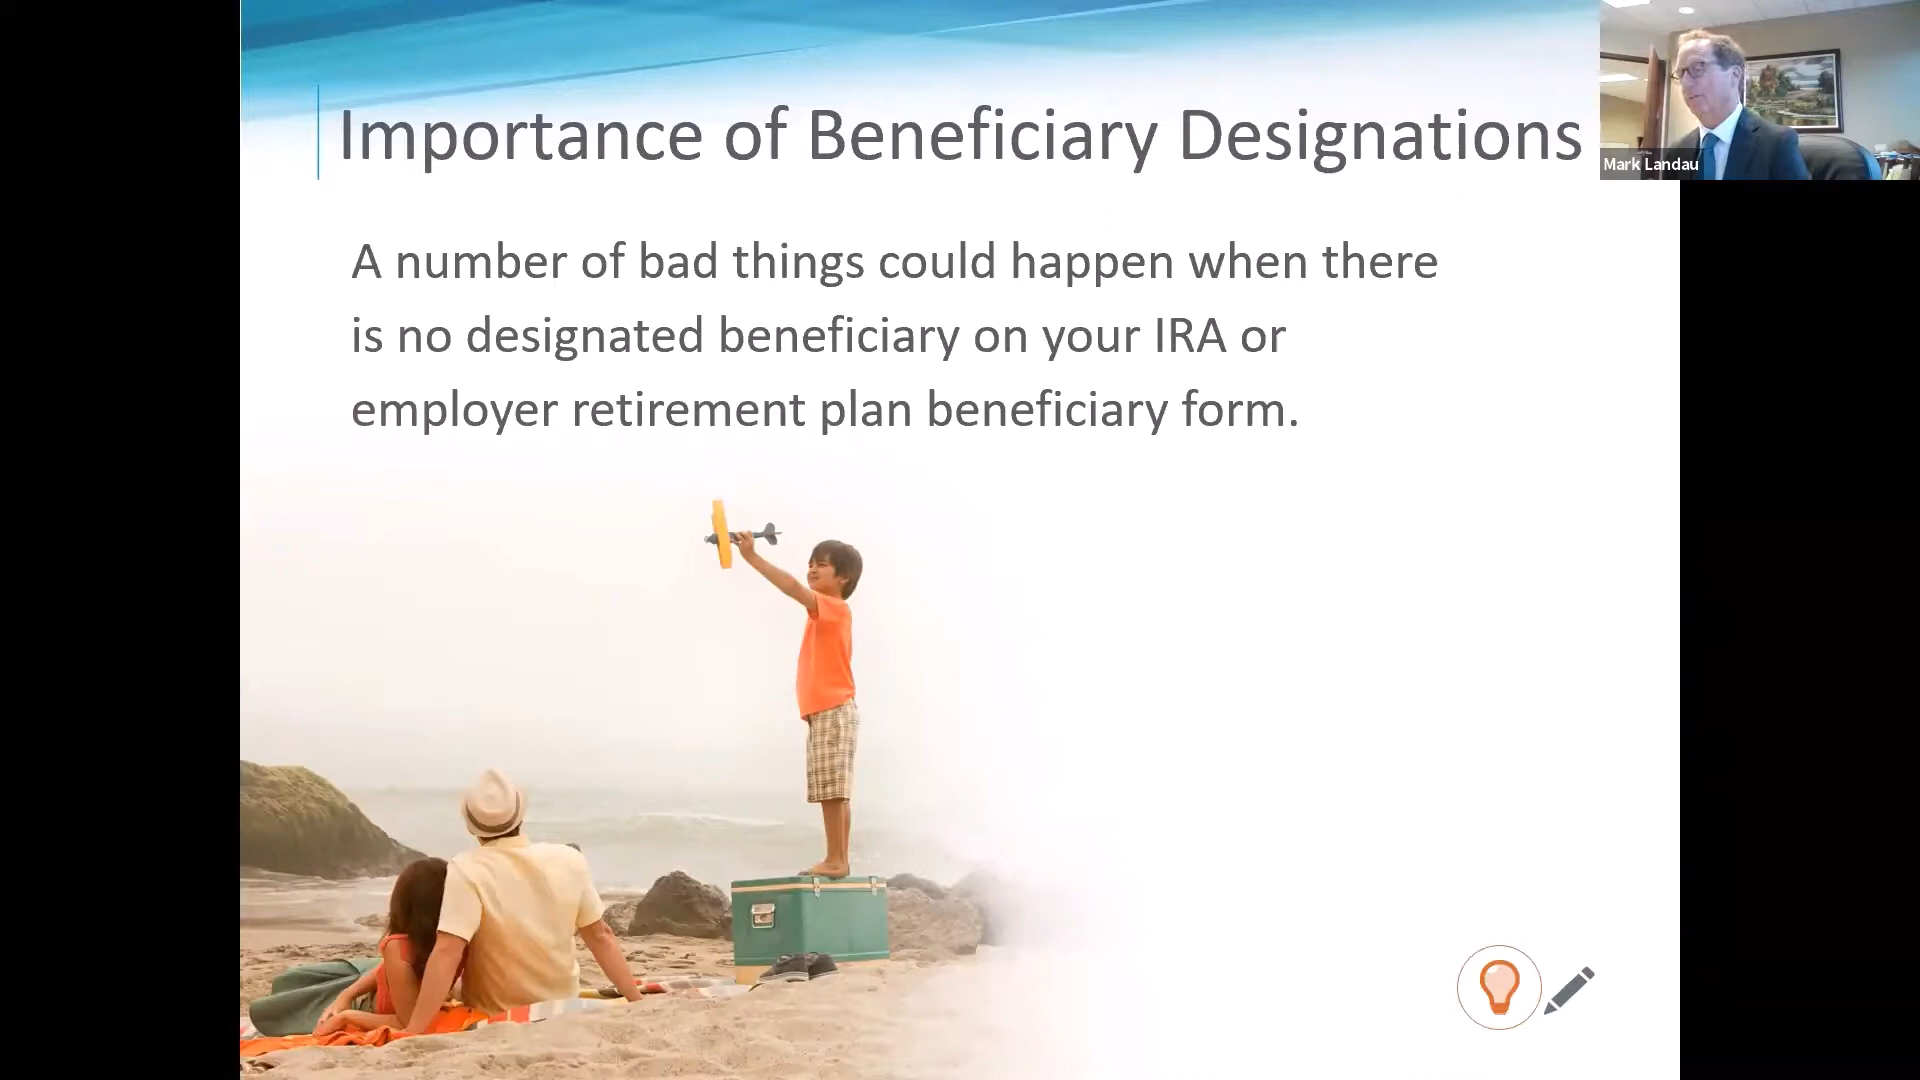 Importance of Beneficiary Designations
Mark Landau
A number of bad things could happen when there
is no designated beneficiary on your IRA or
employer retirement plan beneficiary form.